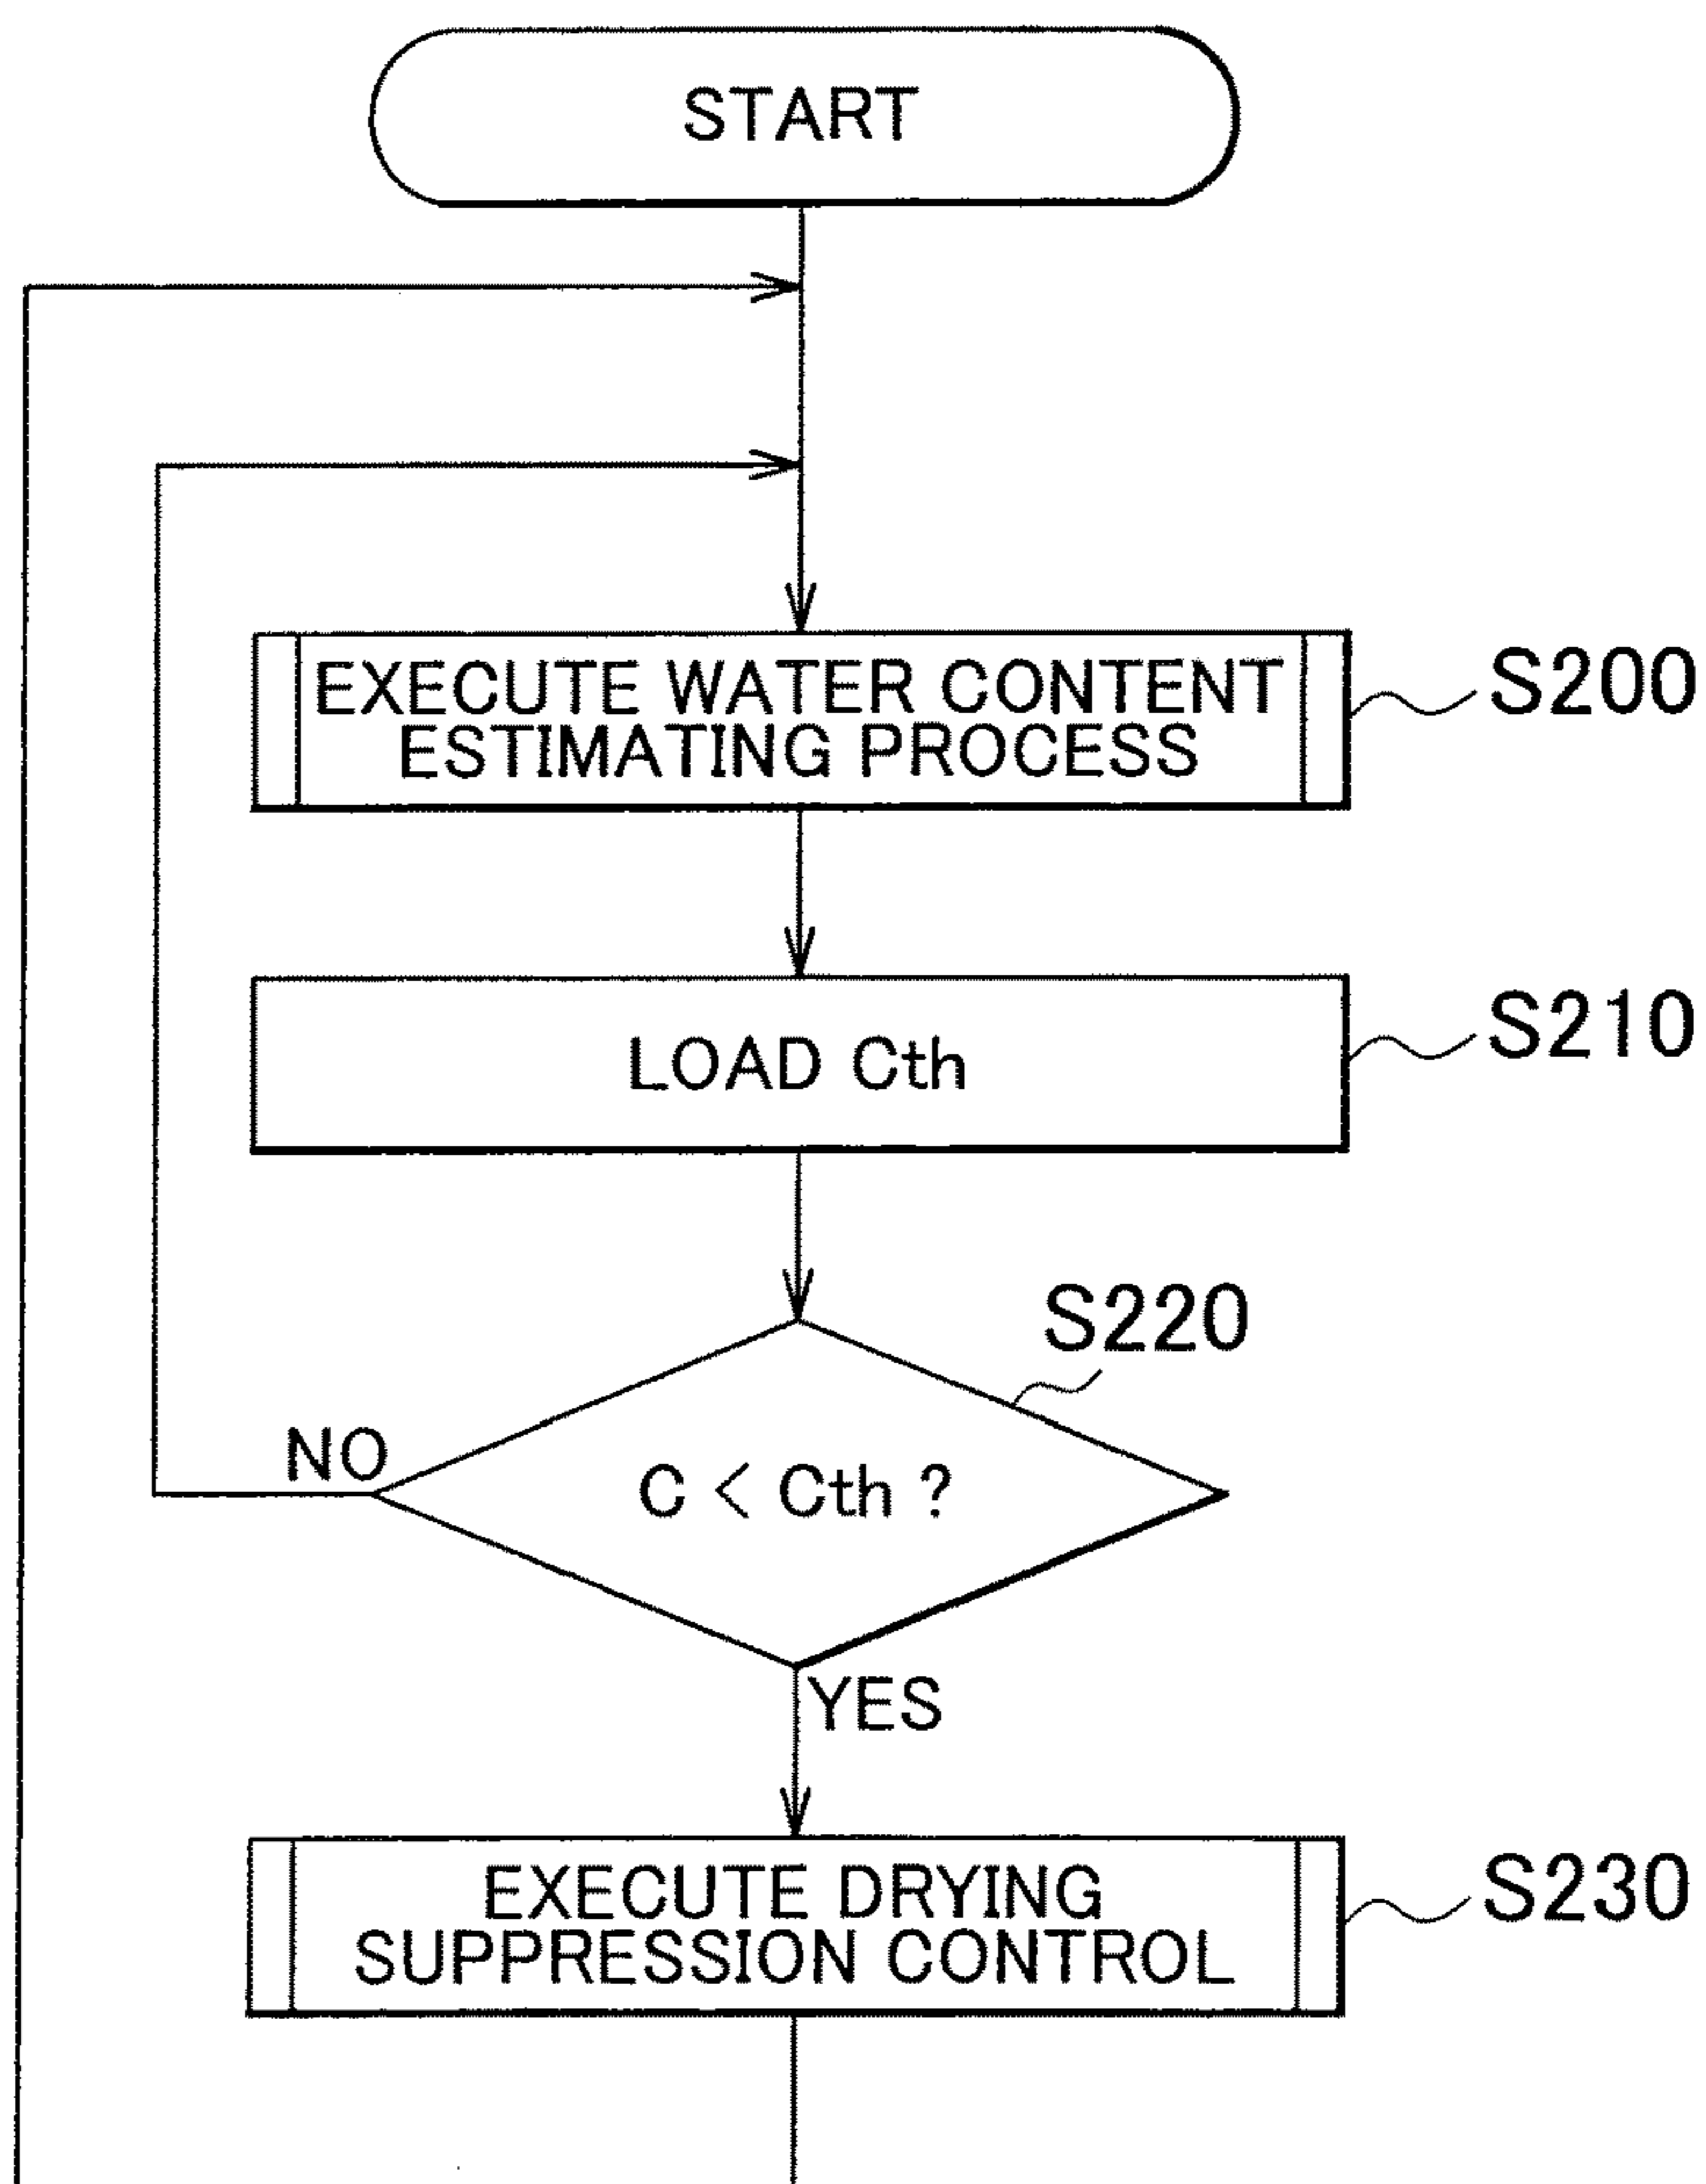 START
EXECUTE WATER CONTENT
ESTIMATING PROCESS
S200
LOAD Cth
S210
S220
NO
C < Cth ?
YES
EXECUTE DRYING
SUPPRESSION CONTROL
S230